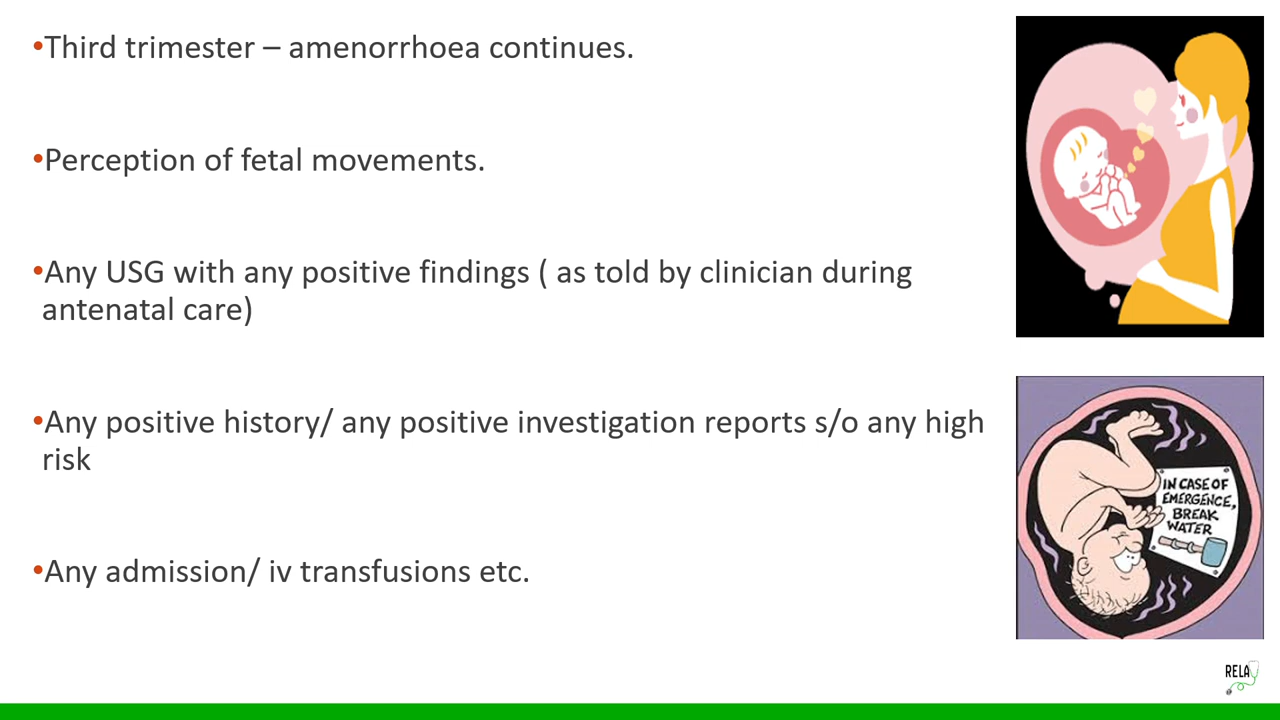 •Third trimester – amenorrhoea continues.
•Perception of fetal movements.
•Any USG with any positive findings ( as told by clinician during
antenatal care)
•Any positive history/ any positive investigation reports s/o any high
risk
•Any admission/ iv transfusions etc.
IN CASE OF
EMERGENCE,
BREAK
WATER
RELAY